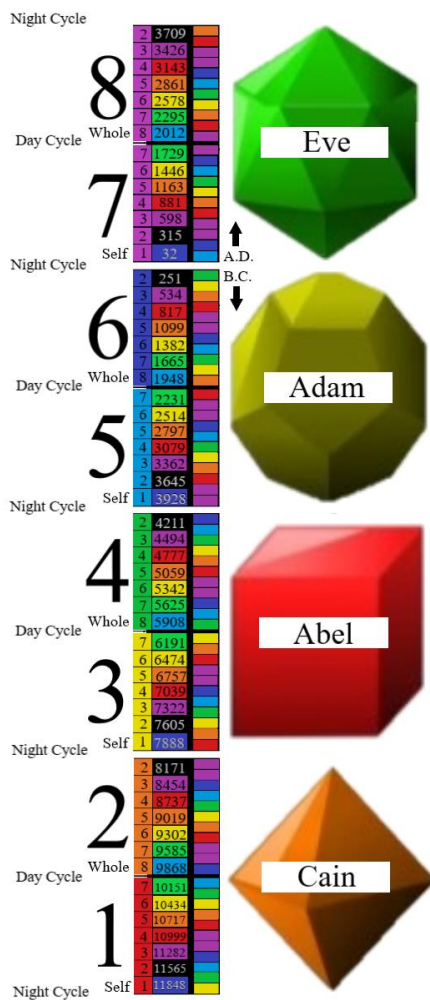 Night Cycle
2 3709
3 3426
4 3143
5 2861
6 2578
7 2295
8 2012
8
Whole
Day Cycle
7 1729
6 1446
5 1163
4 881
3 598
2 315
1 32
7
Self
Eve
A.D.
B.C.
Night Cycle
2 251
3 534
4 817
5 1099
6 1382
7 1665
8 1948
6
Whole
Day Cycle
7 2231
6 2514
5 2797
4 3079
3 3362
2 3645
1 3928
5
Self
Adam
Night Cycle
2 4211
3 4494
4 4777
5 5059
6 5342
7 5625
8 5908
4
Whole
Day Cycle
7 6191
6 6474
5 6757
4 7039
3 7322
2 7605
1 7888
3
Self
Abel
Night Cycle
2 8171
3 8454
4 8737
5 9019
6 9302
7 9585
8 9868
2
Whole
Day Cycle
7 10151
6 10434
5 10717
4 10999
3 11282
2 11565
1 11848
1
Self
Cain
Night Cycle